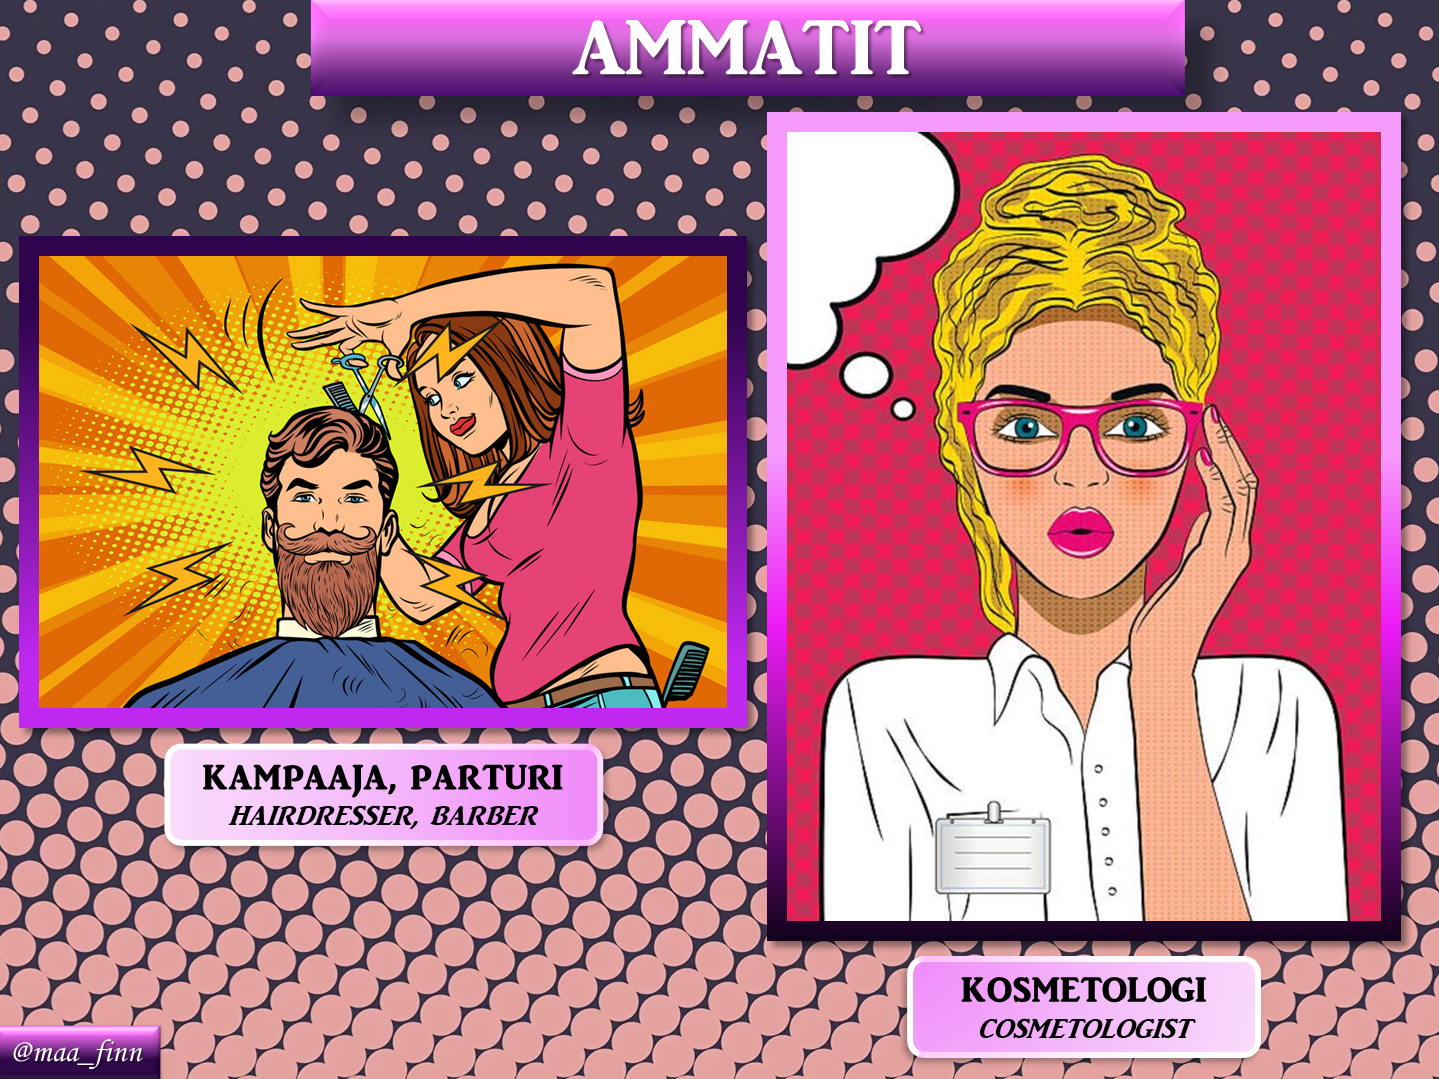 AMMATIT
KAMPAAJA, PARTURI
HAIRDRESSER, BARBER
KOSMETOLOGI
COSMETOLOGIST
@maa_finn